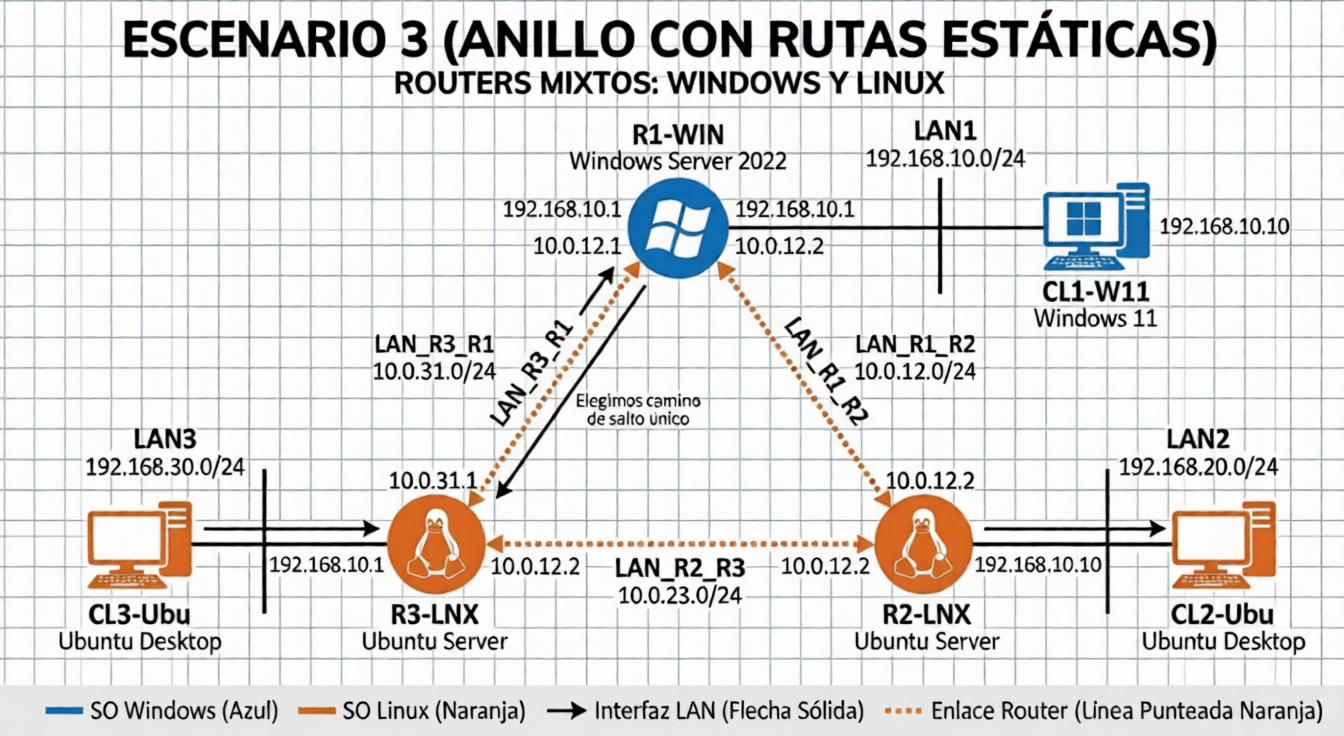 ESCENARIO 3 (ANILLO CON RUTAS ESTÁTICAS)
ROUTERS MIXTOS: WINDOWS Y LINUX
R1-WIN
Windows Server 2022
LAN1
192.168.10.0/24
192.168.10.1
192.168.10.1
10.0.12.1
10.0.12.2
192.168.10.10
CL1-W11
Windows 11
LAN_R3_R1
10.0.31.0/24
LAN_R3_R1
Elegimos camino
de salto único
LAN_R1_R2
LAN_R1_R2
10.0.12.0/24
LAN3
192.168.30.0/24
10.0.31.1
10.0.12.2
LAN2
192.168.20.0/24
192.168.10.1
10.0.12.2
LAN_R2_R3
10.0.23.0/24
10.0.12.2
192.168.10.10
CL3-Ubu
Ubuntu Desktop
R3-LNX
Ubuntu Server
R2-LNX
Ubuntu Server
CL2-Ubu
Ubuntu Desktop
SO Windows (Azul)
SO Linux (Naranja)
Interfaz LAN (Flecha Sólida)
Enlace Router (Línea Punteada Naranja)